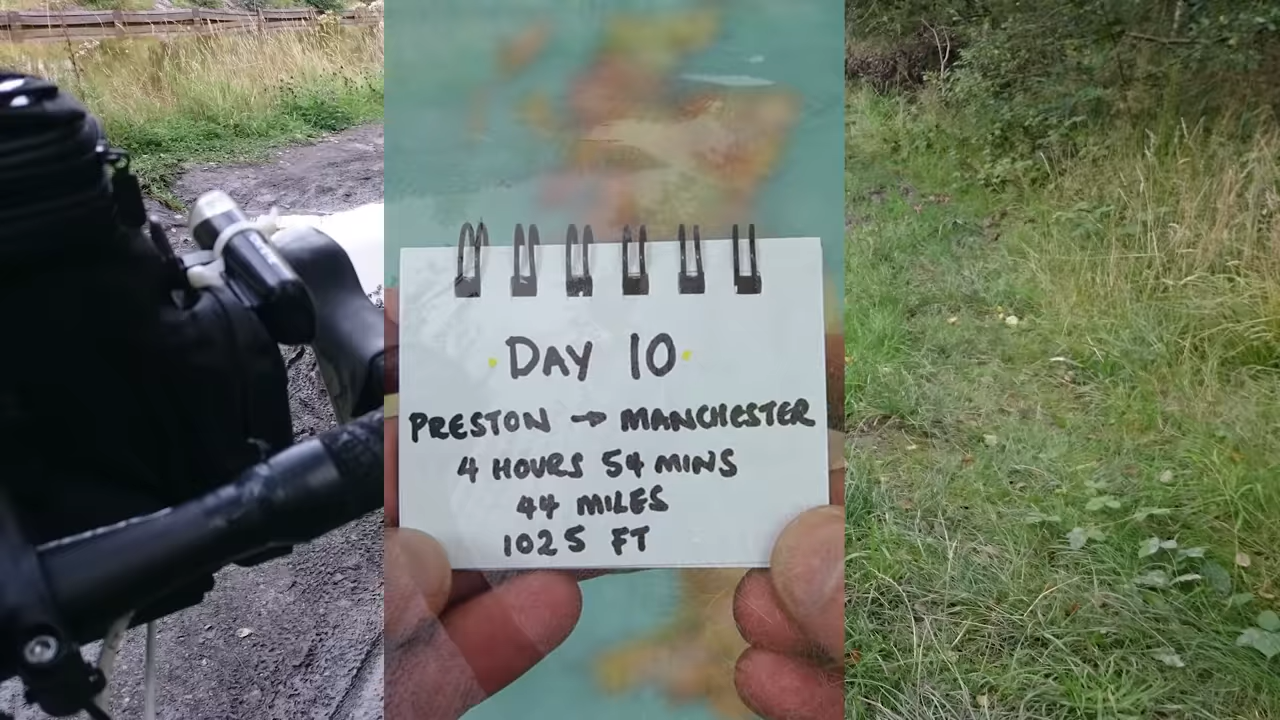 DAY 10
PRESTON → MANCHESTER
4 HOURS 54 MINS
44 MILES
1025 FT